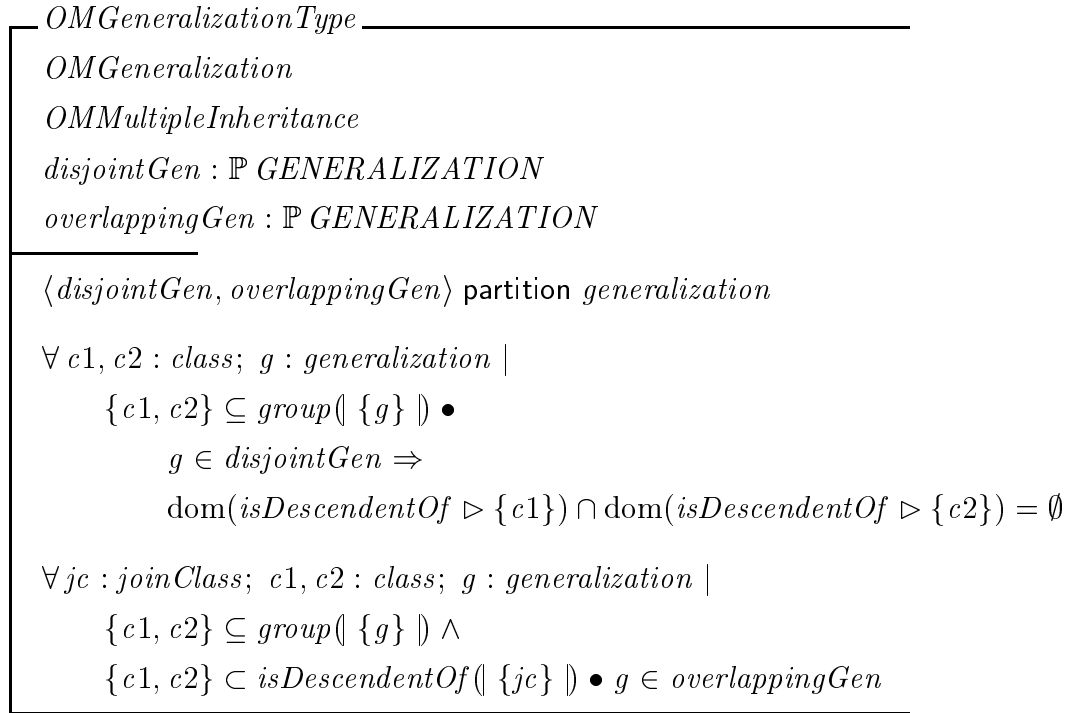 OMGeneralizationType
OMGeneralization
OMMultipleInheritance
disjointGen : ℙ GENERALIZATION
overlappingGen : ℙ GENERALIZATION
⟨disjointGen, overlappingGen⟩ partition generalization
∀ c1, c2 : class; g : generalization |
{c1, c2} ⊆ group⦇ {g} ⦈ •
g ∈ disjointGen ⇒
dom(isDescendentOf ▷ {c1}) ∩ dom(isDescendentOf ▷ {c2}) = ∅
∀ jc : joinClass; c1, c2 : class; g : generalization |
{c1, c2} ⊆ group⦇ {g} ⦈ ∧
{c1, c2} ⊂ isDescendentOf⦇ {jc} ⦈ • g ∈ overlappingGen